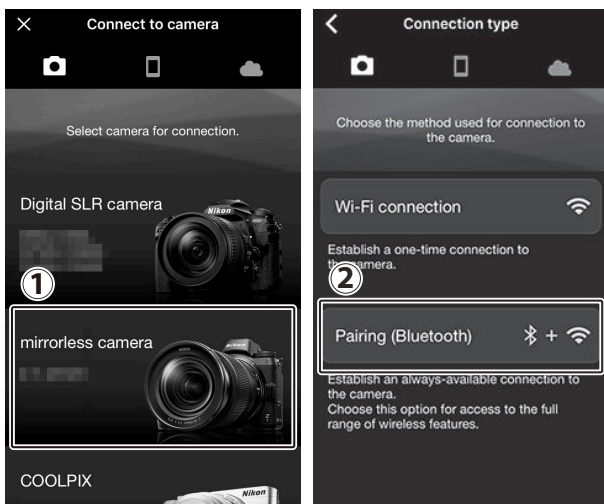 Connect to camera
Select camera for connection.
Digital SLR camera
Nikon
①
mirrorless camera
Nikon
COOLPIX
Nikon
Connection type
Choose the method used for connection to
the camera.
Wi-Fi connection
Establish a one-time connection to
camera.
②
Pairing (Bluetooth)
+
Establish an always-available connection to
the camera.
Choose this option for access to the full
range of wireless features.